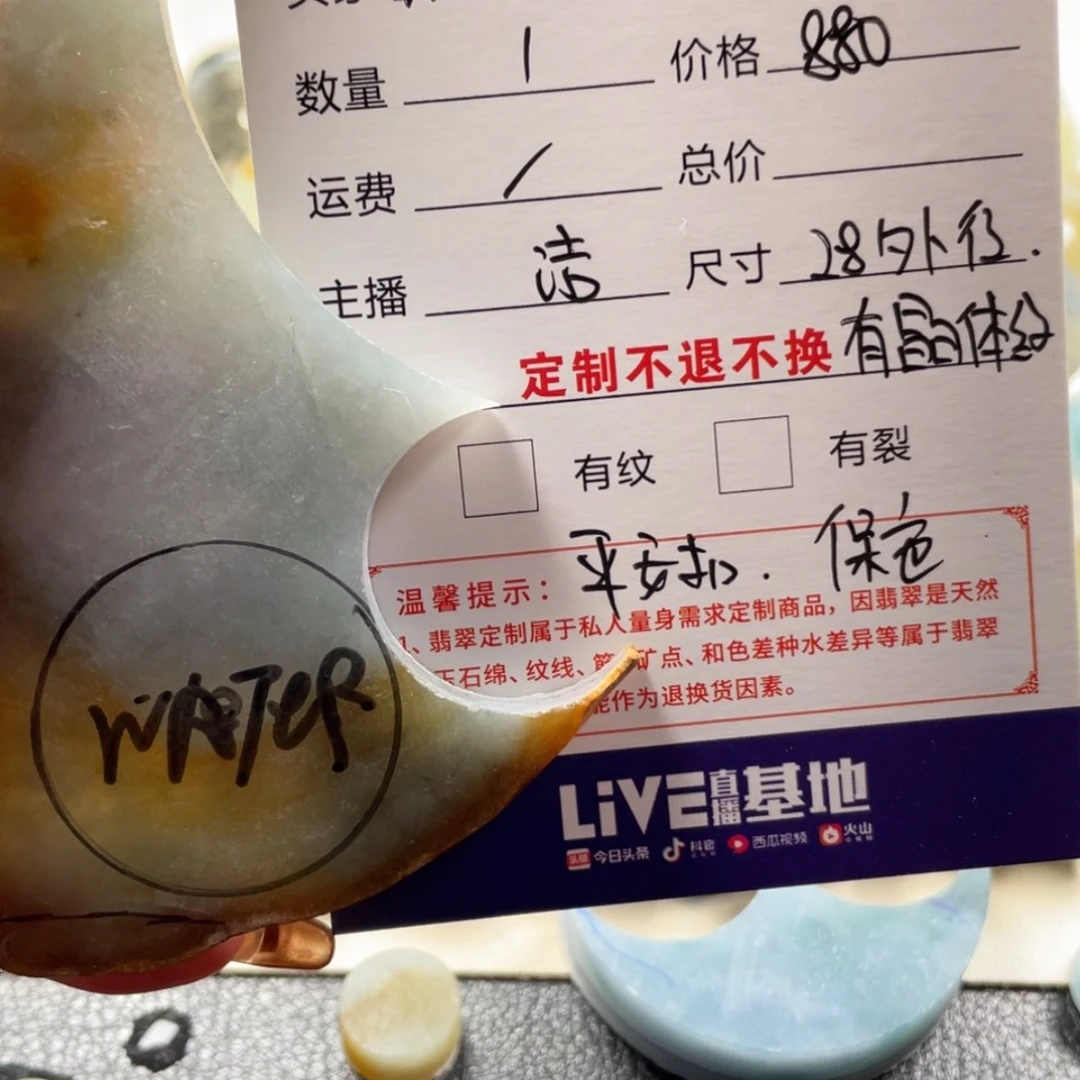 数量 1 价格 880
运费 / 总价
主播 洁 尺寸 28外径.
定制不退不换 有晶体纹
有纹 有裂
平安扣. 保色
温馨提示：
1、翡翠定制属于私人量身需求定制商品，因翡翠是天然
玉石绵、纹线、 矿点、和色差种水差异等属于翡翠
能作为退换货因素。
WATER
LiVE直播基地
头条 今日头条 抖音 西瓜视频 火山